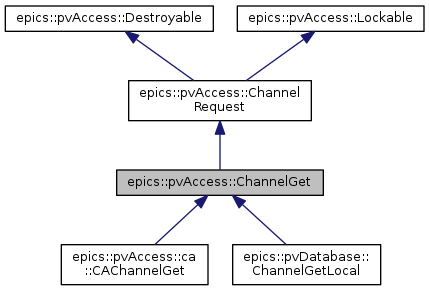 epics::pvAccess::Destroyable
epics::pvAccess::Lockable
epics::pvAccess::Channel
Request
epics::pvAccess::ChannelGet
epics::pvAccess::ca
::CAChannelGet
epics::pvDatabase::
ChannelGetLocal